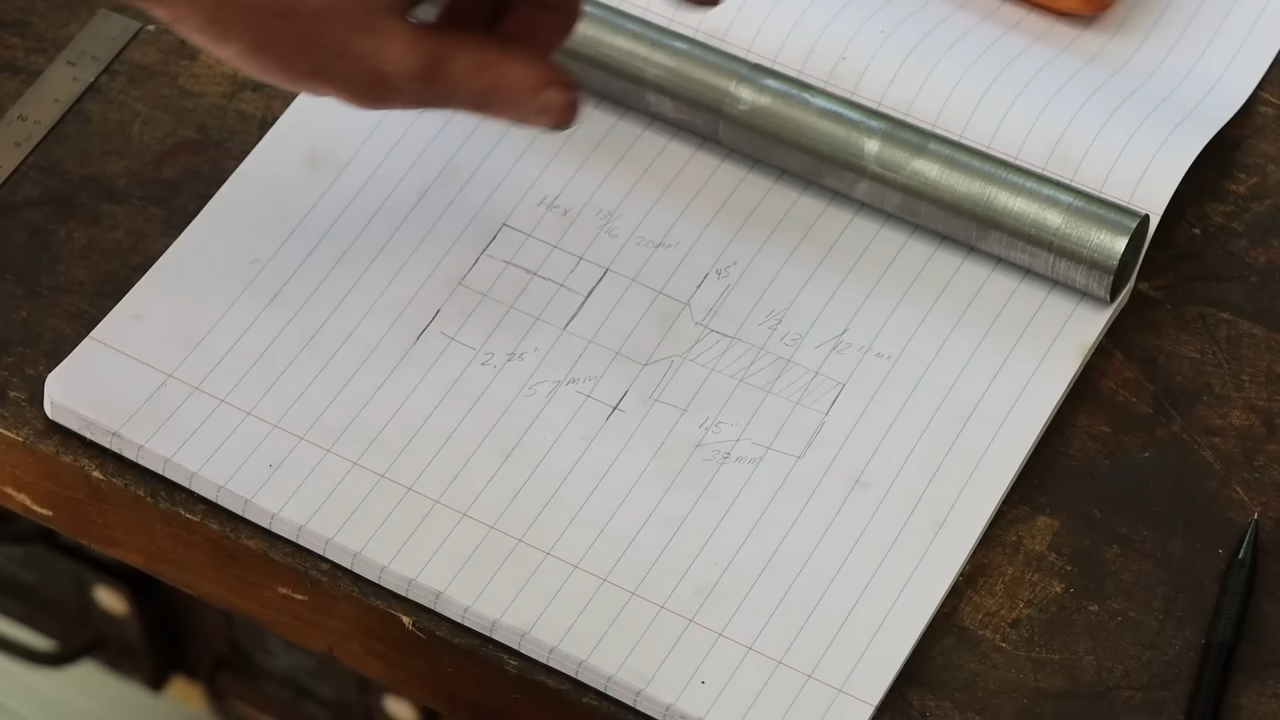 Hex 13/16 20mm
45°
1/2 13 / 12mm
2.25"
57mm
1.5"
38mm
1
2